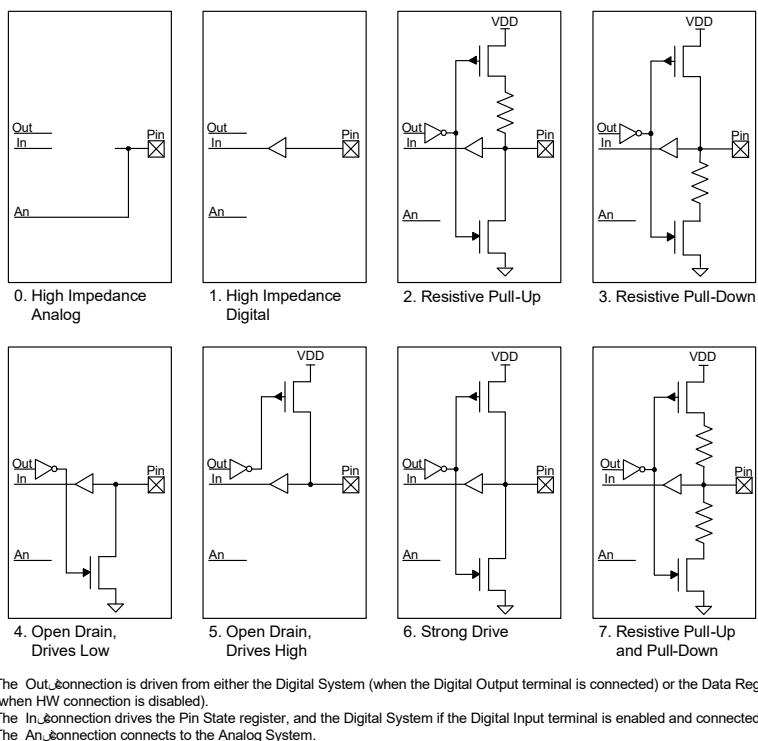 VDD
VDD
Out
In
Pin
An
Out
In
Pin
An
Out
In
Pin
An
Out
In
Pin
An
0. High Impedance
Analog
1. High Impedance
Digital
2. Resistive Pull-Up
3. Resistive Pull-Down
VDD
VDD
VDD
Out
In
Pin
An
Out
In
Pin
An
Out
In
Pin
An
Out
In
Pin
An
4. Open Drain,
Drives Low
5. Open Drain,
Drives High
6. Strong Drive
7. Resistive Pull-Up
and Pull-Down
The Out connection is driven from either the Digital System (when the Digital Output terminal is connected) or the Data Reg
when HW connection is disabled).
The In connection drives the Pin State register, and the Digital System if the Digital Input terminal is enabled and connected
The An connection connects to the Analog System.